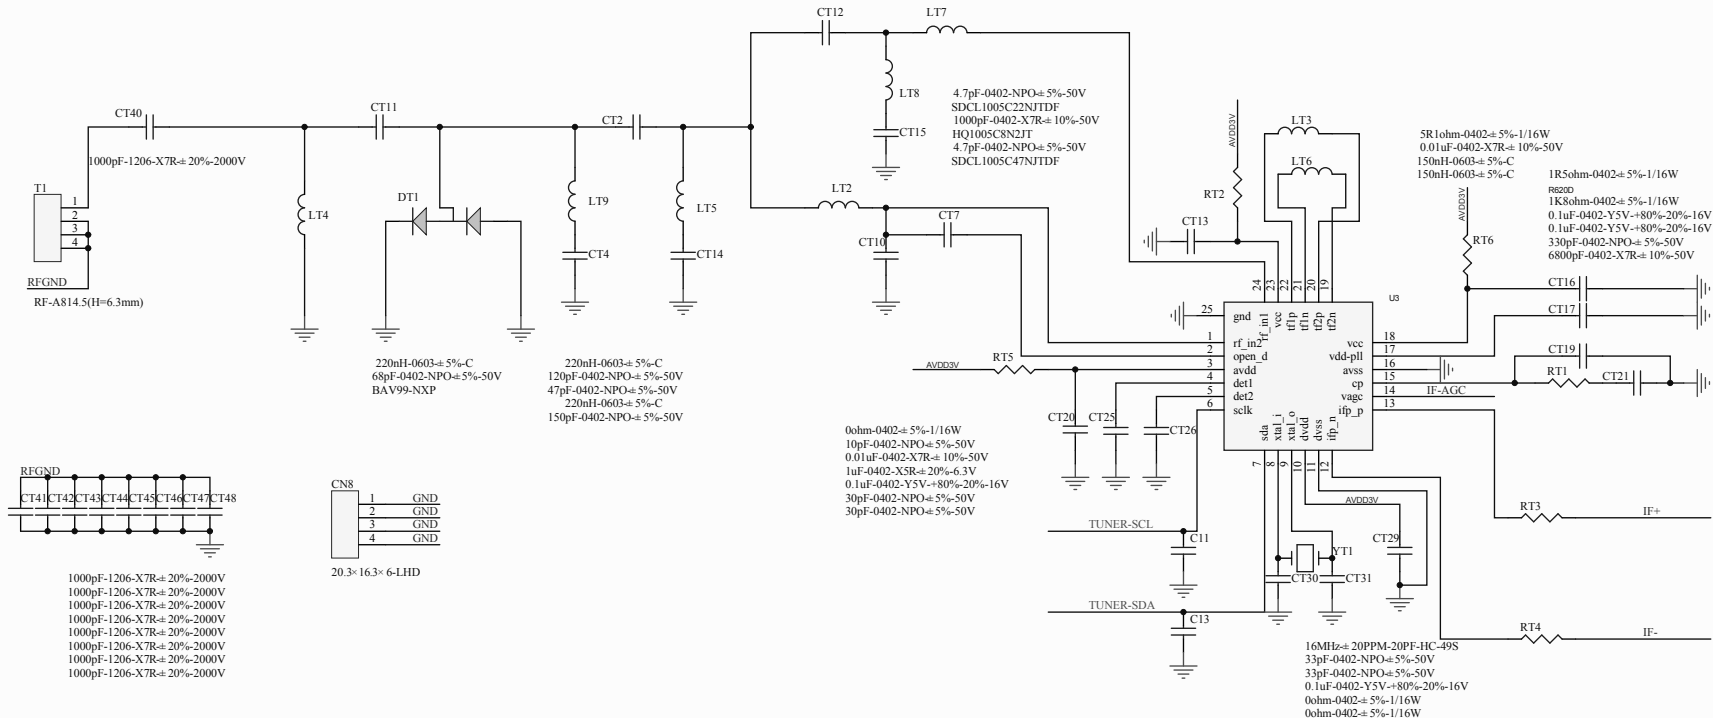 CT12
LT7
LT8
CT15
4.7pF-0402-NPO-±5%-50V
SDCL1005C22NJTDF
1000pF-0402-X7R-±10%-50V
HQ1005C8N2JT
4.7pF-0402-NPO-±5%-50V
SDCL1005C47NJTDF
CT40
CT11
CT2
1000pF-1206-X7R-±20%-2000V
T1
1
2
3
4
RFGND
RF-A814.5(H=6.3mm)
LT4
DT1
LT9
CT4
LT5
CT14
LT2
CT7
CT10
220nH-0603-±5%-C
68pF-0402-NPO-±5%-50V
BAV99-NXP
220nH-0603-±5%-C
120pF-0402-NPO-±5%-50V
47pF-0402-NPO-±5%-50V
220nH-0603-±5%-C
150pF-0402-NPO-±5%-50V
AVDD3V
RT2
CT13
LT3
LT6
5R1ohm-0402-±5%-1/16W
0.01uF-0402-X7R-±10%-50V
150nH-0603-±5%-C
150nH-0603-±5%-C
AVDD3V
RT6
1R5ohm-0402-±5%-1/16W
R620D
1K8ohm-0402-±5%-1/16W
0.1uF-0402-Y5V-+80%-20%-16V
0.1uF-0402-Y5V-+80%-20%-16V
330pF-0402-NPO-±5%-50V
6800pF-0402-X7R-±10%-50V
CT16
CT17
CT19
RT1
CT21
IF-AGC
U3
24
23
22
21
20
19
rf_in1
vcc
tf1p
tf1n
tf2p
tf2n
25
gnd
1
rf_in2
2
open_d
3
avdd
4
det1
5
det2
6
sclk
18
vcc
17
vdd-pll
16
avss
15
cp
14
vagc
13
ifp_p
sda
xtal_i
xtal_o
dvdd
dvss
ifp_n
7
8
9
10
11
12
AVDD3V
RT5
CT20
CT25
CT26
0ohm-0402-±5%-1/16W
10pF-0402-NPO-±5%-50V
0.01uF-0402-X7R-±10%-50V
1uF-0402-X5R-±20%-6.3V
0.1uF-0402-Y5V-+80%-20%-16V
30pF-0402-NPO-±5%-50V
30pF-0402-NPO-±5%-50V
TUNER-SCL
C11
TUNER-SDA
C13
AVDD3V
YT1
CT30
CT31
CT29
RT3
IF+
RT4
IF-
16MHz-±20PPM-20PF-HC-49S
33pF-0402-NPO-±5%-50V
33pF-0402-NPO-±5%-50V
0.1uF-0402-Y5V-+80%-20%-16V
0ohm-0402-±5%-1/16W
0ohm-0402-±5%-1/16W
RFGND
CT41
CT42
CT43
CT44
CT45
CT46
CT47
CT48
1000pF-1206-X7R-±20%-2000V
1000pF-1206-X7R-±20%-2000V
1000pF-1206-X7R-±20%-2000V
1000pF-1206-X7R-±20%-2000V
1000pF-1206-X7R-±20%-2000V
1000pF-1206-X7R-±20%-2000V
1000pF-1206-X7R-±20%-2000V
1000pF-1206-X7R-±20%-2000V
CN8
1 GND
2 GND
3 GND
4 GND
20.3×16.3×6-LHD